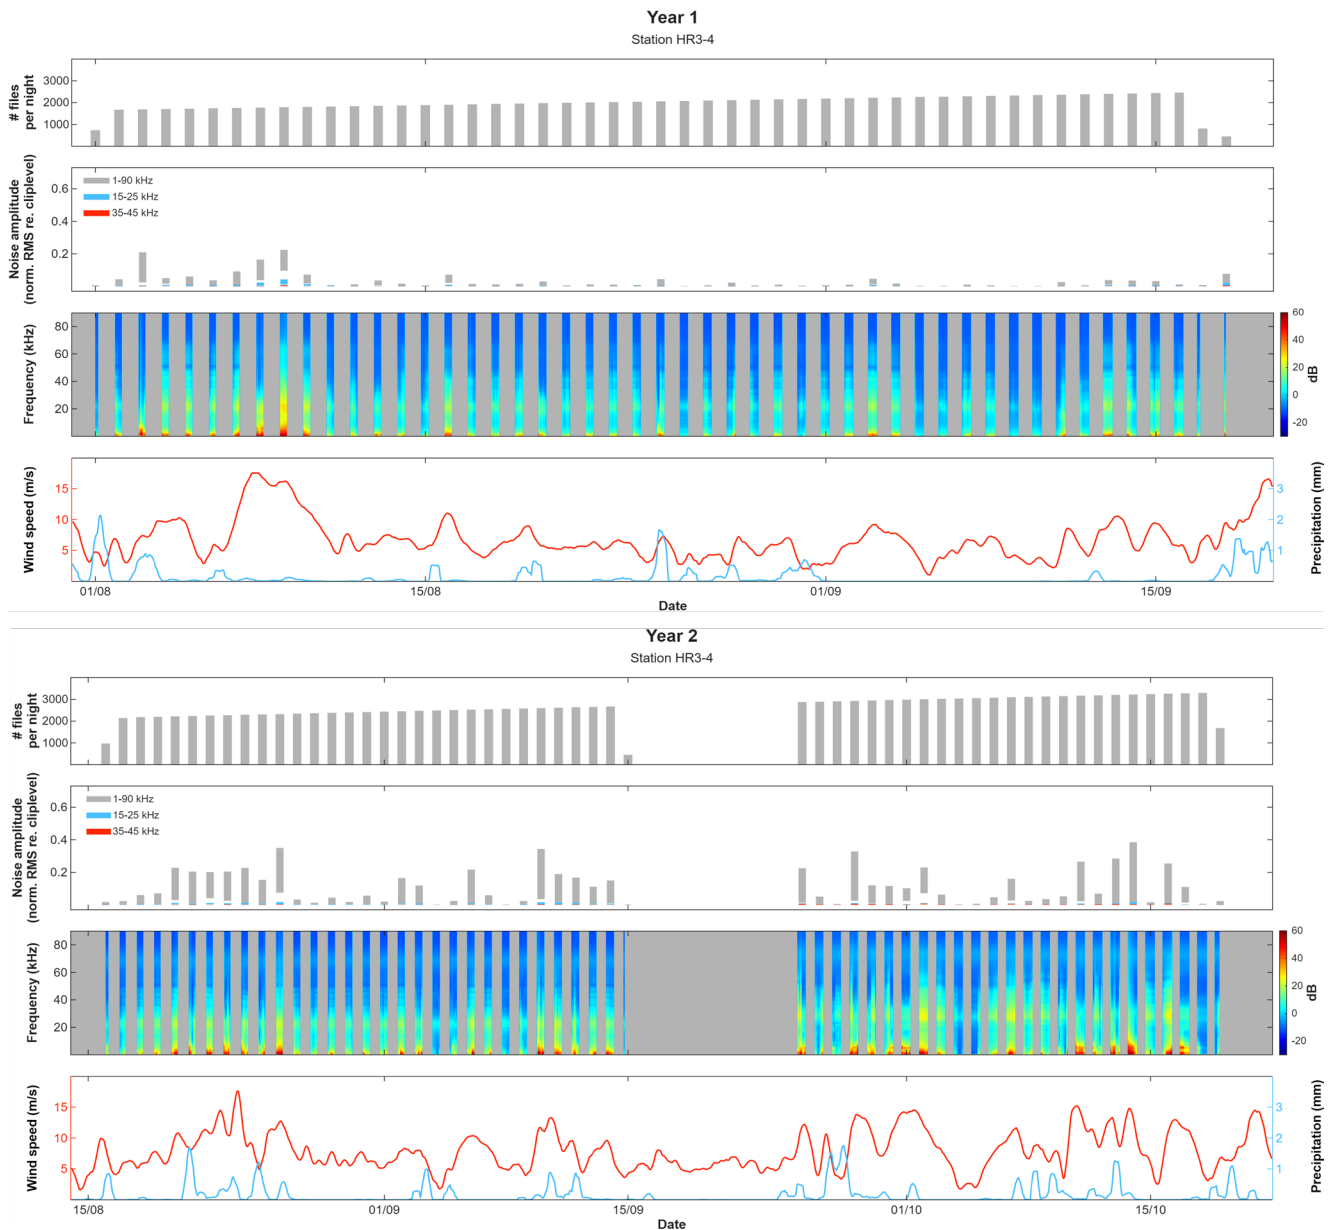 Year 1
Station HR3-4
# files
per night
3000
2000
1000
Noise amplitude
(norm. RMS re. cliplevel)
0.6
0.4
0.2
1-90 kHz
15-25 kHz
35-45 kHz
Frequency (kHz)
80
60
40
20
60
40
20
0
-20
dB
Wind speed (m/s)
15
10
5
3
2
1
Precipitation (mm)
01/08
15/08
01/09
15/09
Date
Year 2
Station HR3-4
# files
per night
3000
2000
1000
Noise amplitude
(norm. RMS re. cliplevel)
0.6
0.4
0.2
1-90 kHz
15-25 kHz
35-45 kHz
Frequency (kHz)
80
60
40
20
60
40
20
0
-20
dB
Wind speed (m/s)
15
10
5
3
2
1
Precipitation (mm)
15/08
01/09
15/09
01/10
15/10
Date